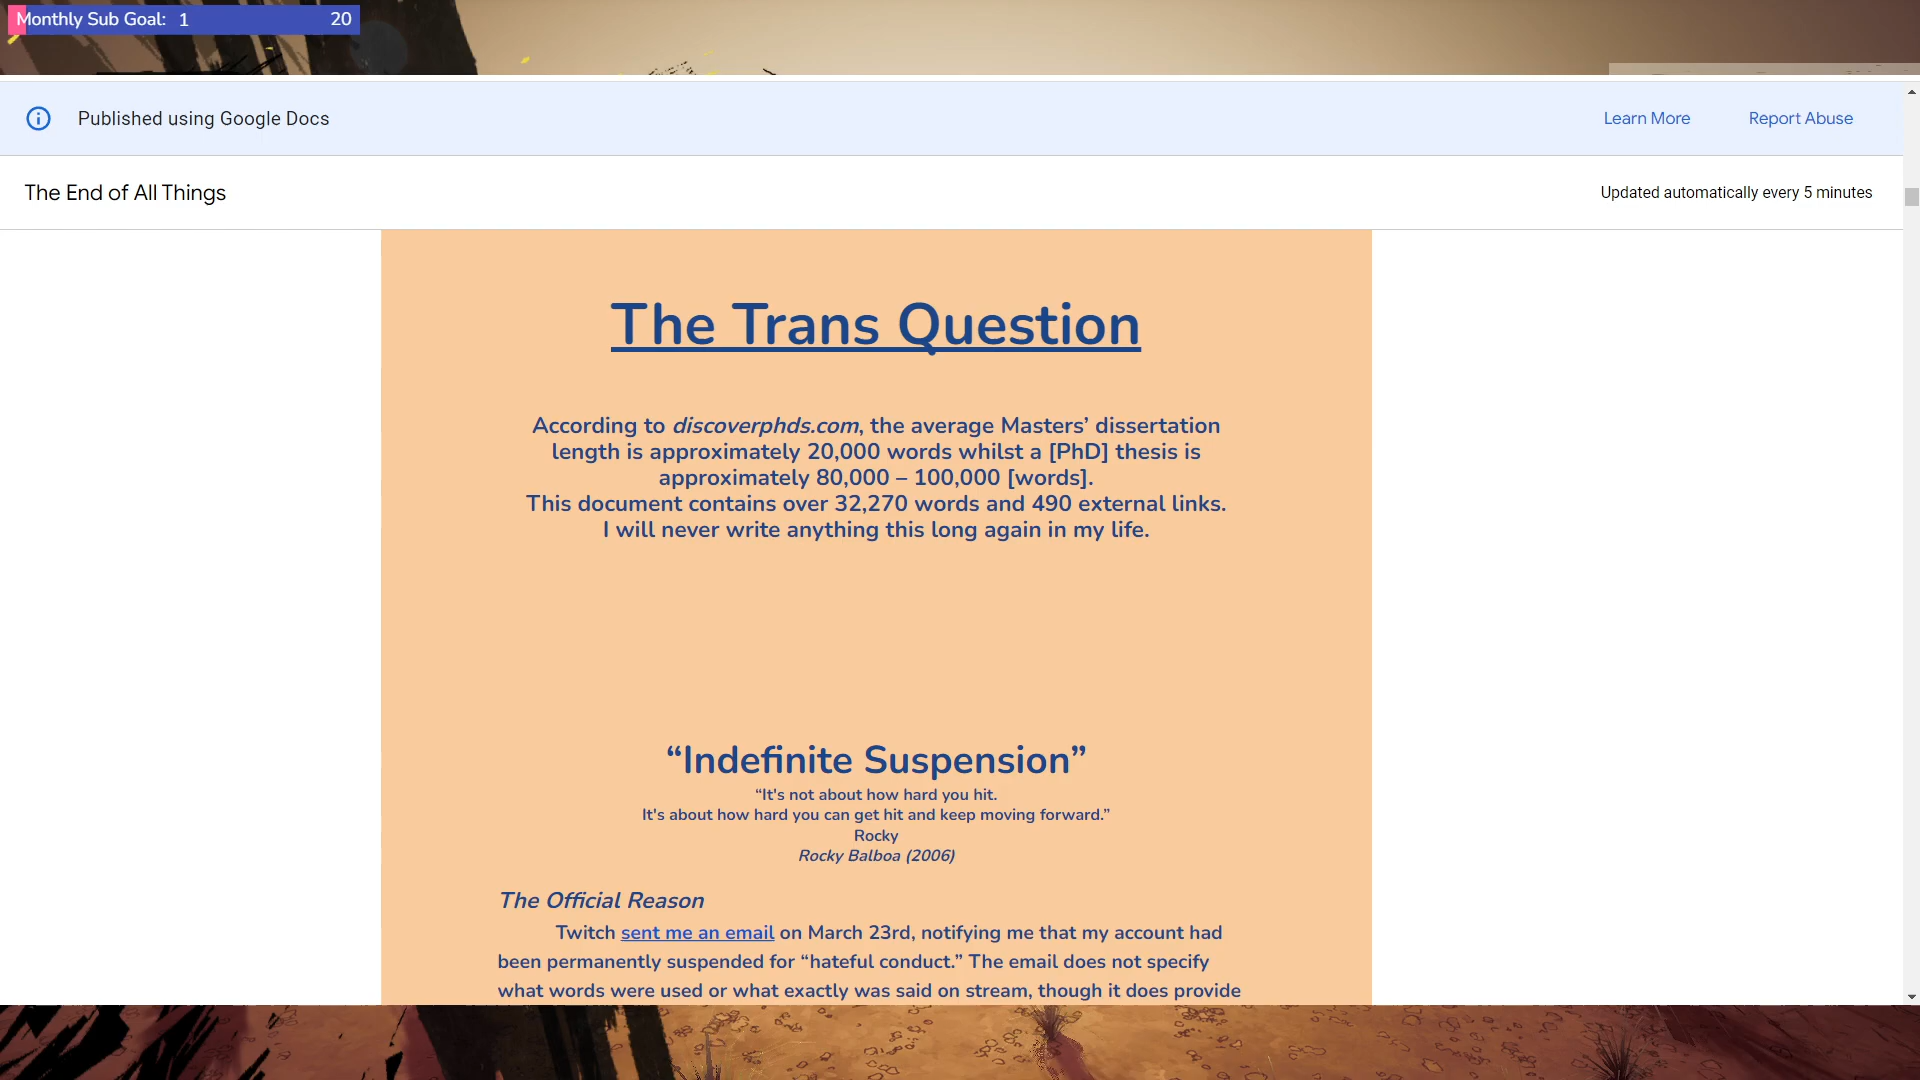 Monthly Sub Goal: 1 20
Published using Google Docs
Learn More
Report Abuse
The End of All Things
Updated automatically every 5 minutes
The Trans Question
According to discoverphds.com, the average Masters’ dissertation
length is approximately 20,000 words whilst a [PhD] thesis is
approximately 80,000 – 100,000 [words].
This document contains over 32,270 words and 490 external links.
I will never write anything this long again in my life.
“Indefinite Suspension”
“It's not about how hard you hit.
It's about how hard you can get hit and keep moving forward.”
Rocky
Rocky Balboa (2006)
The Official Reason
Twitch sent me an email on March 23rd, notifying me that my account had
been permanently suspended for “hateful conduct.” The email does not specify
what words were used or what exactly was said on stream, though it does provide